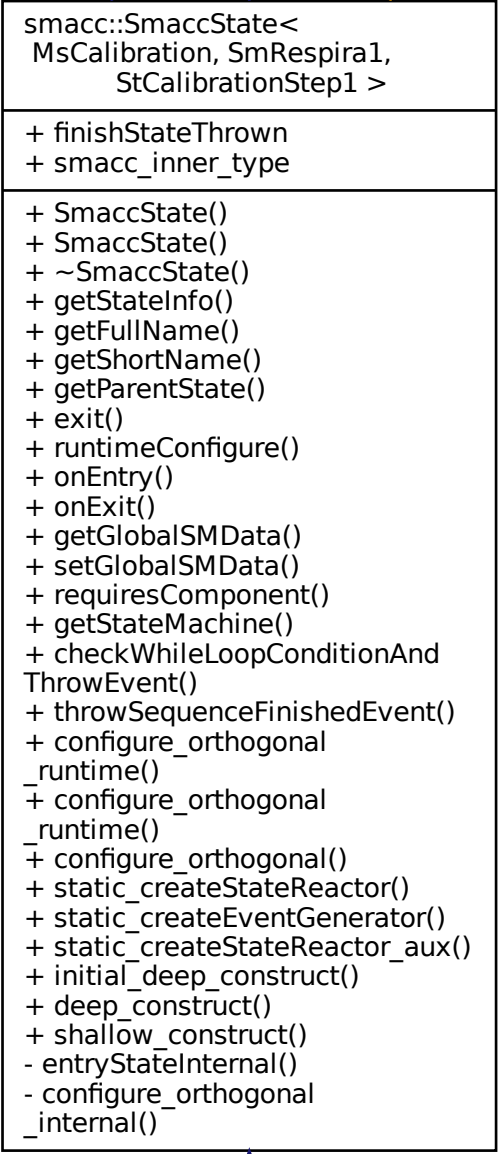 smacc::SmaccState<
MsCalibration, SmRespira1,
StCalibrationStep1 >
+ finishStateThrown
+ smacc_inner_type
+ SmaccState()
+ SmaccState()
+ ~SmaccState()
+ getStateInfo()
+ getFullName()
+ getShortName()
+ getParentState()
+ exit()
+ runtimeConfigure()
+ onEntry()
+ onExit()
+ getGlobalSMData()
+ setGlobalSMData()
+ requiresComponent()
+ getStateMachine()
+ checkWhileLoopConditionAnd
ThrowEvent()
+ throwSequenceFinishedEvent()
+ configure_orthogonal
_runtime()
+ configure_orthogonal
_runtime()
+ configure_orthogonal()
+ static_createStateReactor()
+ static_createEventGenerator()
+ static_createStateReactor_aux()
+ initial_deep_construct()
+ deep_construct()
+ shallow_construct()
- entryStateInternal()
- configure_orthogonal
_internal()